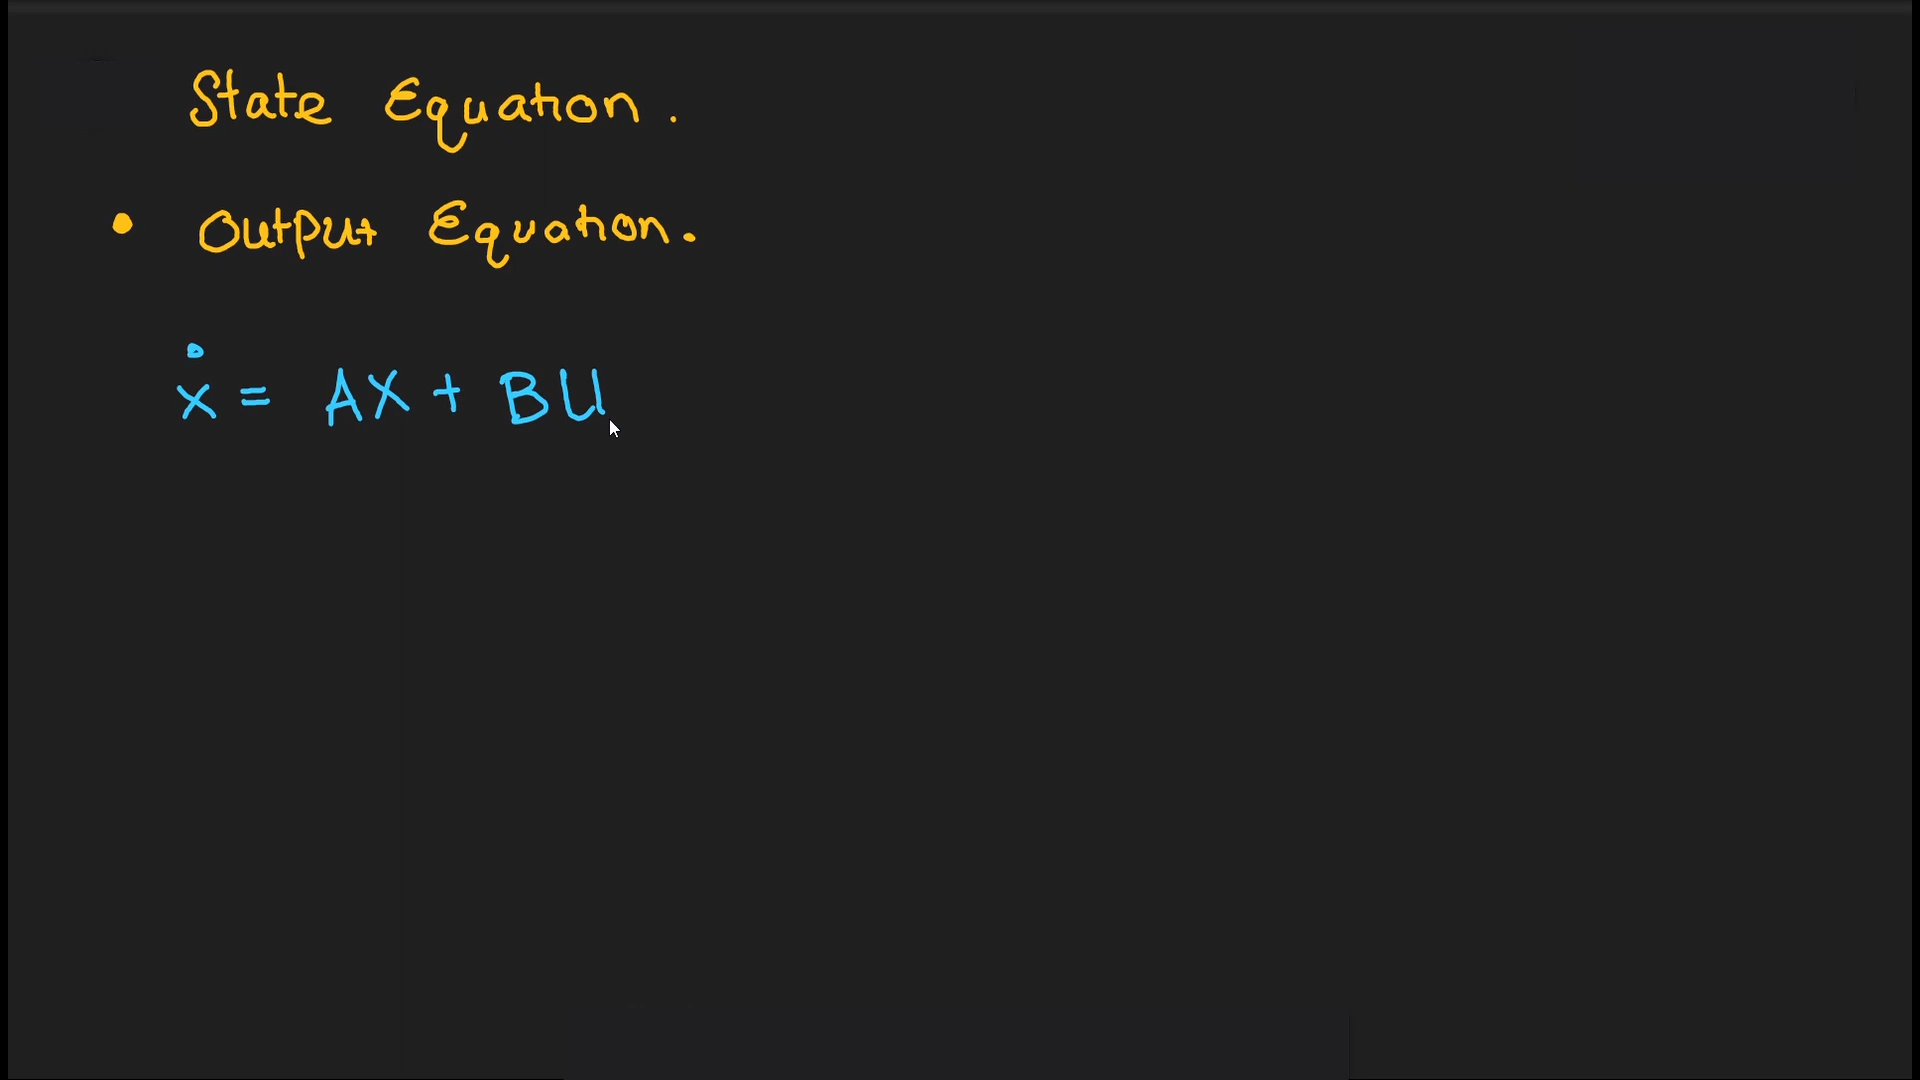 State Equation.
• Output Equation.
ẋ = AX + BU